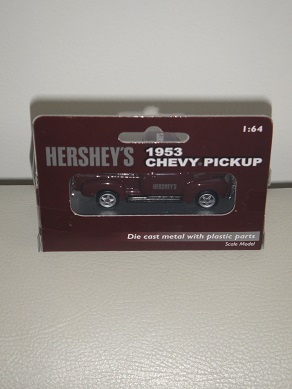 1:64
HERSHEY'S
1953
CHEVY PICKUP
HERSHEY'S
Die cast metal with plastic parts
Scale Model